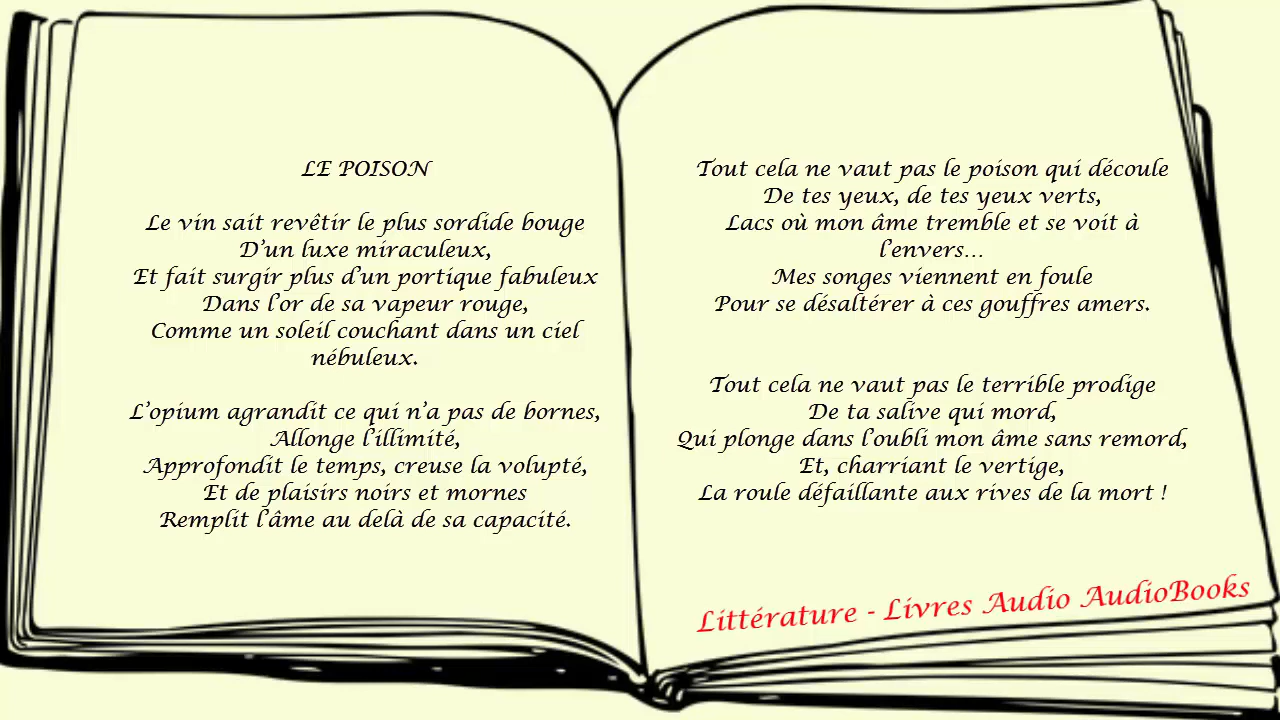 LE POISON
Le vin sait revêtir le plus sordide bouge
D'un luxe miraculeux,
Et fait surgir plus d'un portique fabuleux
Dans l'or de sa vapeur rouge,
Comme un soleil couchant dans un ciel
nébuleux.
L'opium agrandit ce qui n'a pas de bornes,
Allonge l'illimité,
Approfondit le temps, creuse la volupté,
Et de plaisirs noirs et mornes
Remplit l'âme au delà de sa capacité.
Tout cela ne vaut pas le poison qui découle
De tes yeux, de tes yeux verts,
Lacs où mon âme tremble et se voit à
l'envers...
Mes songes viennent en foule
Pour se désaltérer à ces gouffres amers.
Tout cela ne vaut pas le terrible prodige
De ta salive qui mord,
Qui plonge dans l'oubli mon âme sans remord,
Et, charriant le vertige,
La roule défaillante aux rives de la mort !
Littérature - Livres Audio AudioBooks